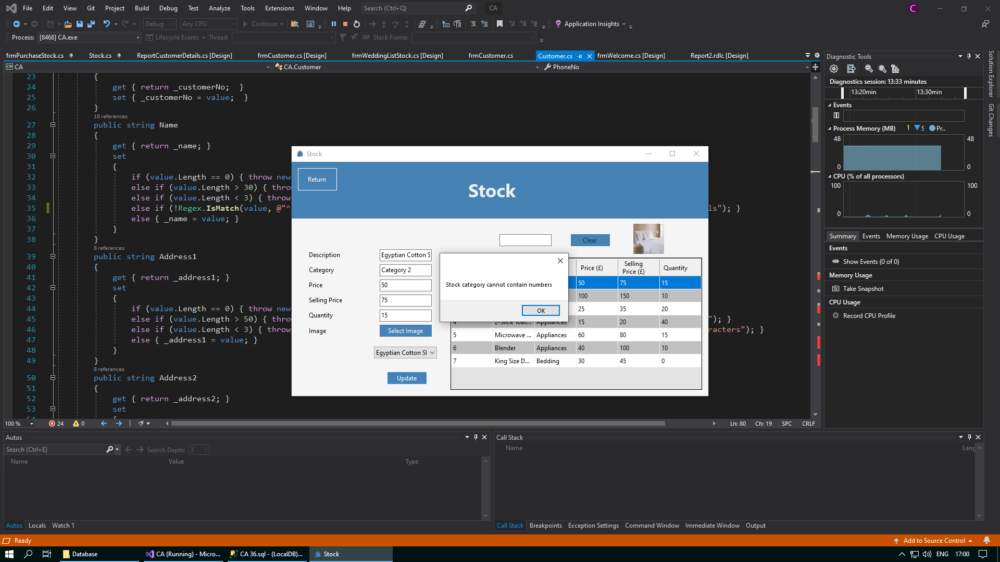 File Edit View Git Project Build Debug Test Analyze Tools Extensions Window Help Search (Ctrl+Q) CA C
Debug Any CPU Continue Application Insights
Process: [8468] CA.exe Lifecycle Events Thread: Stack Frame:
frmPurchaseStock.cs Stock.cs ReportCustomerDetails.cs [Design] frmCustomer.cs [Design] frmWeddingListStock.cs [Design] frmCustomer.cs Customer.cs frmWelcome.cs [Design] Report2.rdlc [Design]
C# CA CA.Customer PhoneNo
23 {
24 get { return _customerNo; }
25 set { _customerNo = value; }
26 }
18 references
27 public string Name
28 {
29 get { return _name; }
30 set
31 {
32 if (value.Length == 0) { throw new
33 else if (value.Length > 30) { throw
34 else if (value.Length < 3) { throw
35 else if (!Regex.IsMatch(value, @"^ ls"); }
36 else { _name = value; }
37 }
38 }
8 references
39 public string Address1
40 {
41 get { return _address1; }
42 set
43 {
44 if (value.Length == 0) { throw new
45 else if (value.Length > 50) { throw "); }
46 else if (value.Length < 3) { throw racters"); }
47 else { _address1 = value; }
48 }
49 }
8 references
50 public string Address2
51 {
52 get { return _address2; }
53 set
54 {
100 % 24 0 Ln: 80 Ch: 19 SPC CRLF
Stock
Return
Stock
Clear
Description Egyptian Cotton S
Category Category 2
Price 50
Selling Price 75
Quantity 15
Image Select Image
Egyptian Cotton Sl
Update
Price (£) Selling Price (£) Quantity
50 75 15
100 150 10
25 35 20
4 2-Slice Toas... Appliances 15 20 40
5 Microwave ... Appliances 60 80 15
6 Blender Appliances 40 100 10
7 King Size D... Bedding 30 45 0
Stock category cannot contain numbers
OK
Diagnostic Tools
Diagnostics session: 13:33 minutes
13:20min 13:30min
Events
Process Memory (MB) S Pr...
48 48
0 0
CPU (% of all processors)
100 100
0 0
Summary Events Memory Usage CPU Usage
Events
Show Events (0 of 0)
Memory Usage
Take Snapshot
CPU Usage
Record CPU Profile
Solution Explorer
Git Changes
Autos
Search (Ctrl+E) Search Depth: 3
Name Value Type
Autos Locals Watch 1
Call Stack
Name Lang
Call Stack Breakpoints Exception Settings Command Window Immediate Window Output
Ready Add to Source Control
Database CA (Running) - Micro... CA 36.sql - (LocalDB)... Stock ENG 17:00